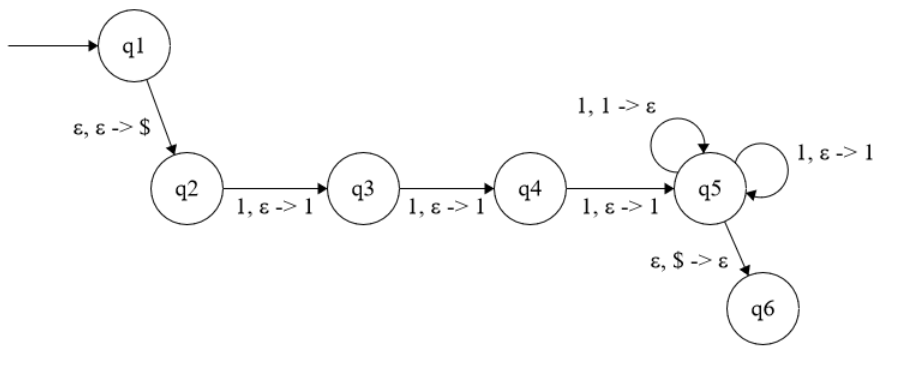 q1
ε, ε -> $
1, 1 -> ε
1, ε -> 1
q2
q3
q4
q5
1, ε -> 1
1, ε -> 1
1, ε -> 1
ε, $ -> ε
q6